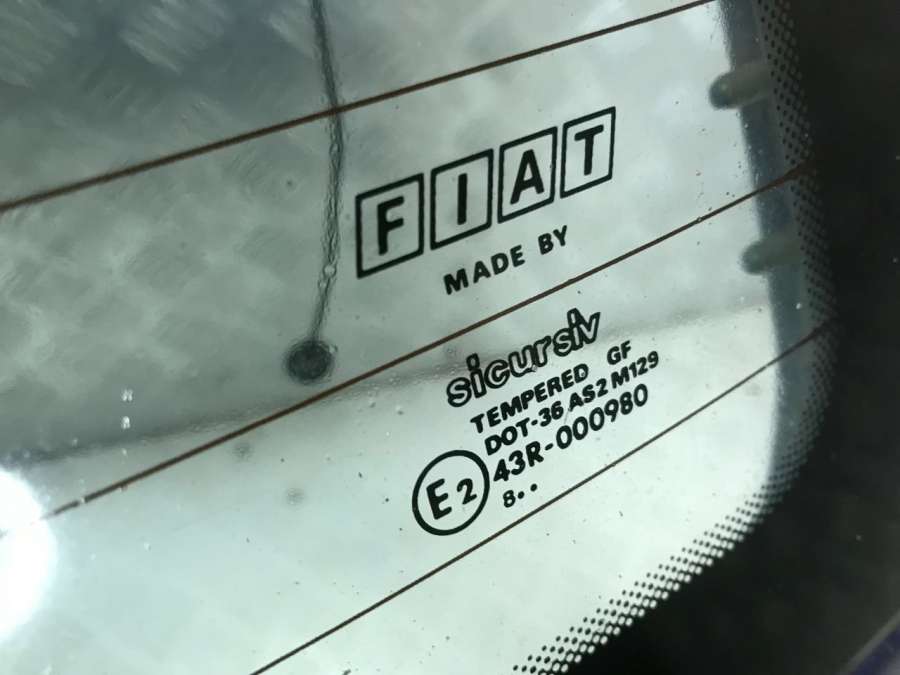 FIAT
MADE BY
sicursiv
TEMPERED GF
DOT-36 AS2 M129
E2 43R-000980
8..